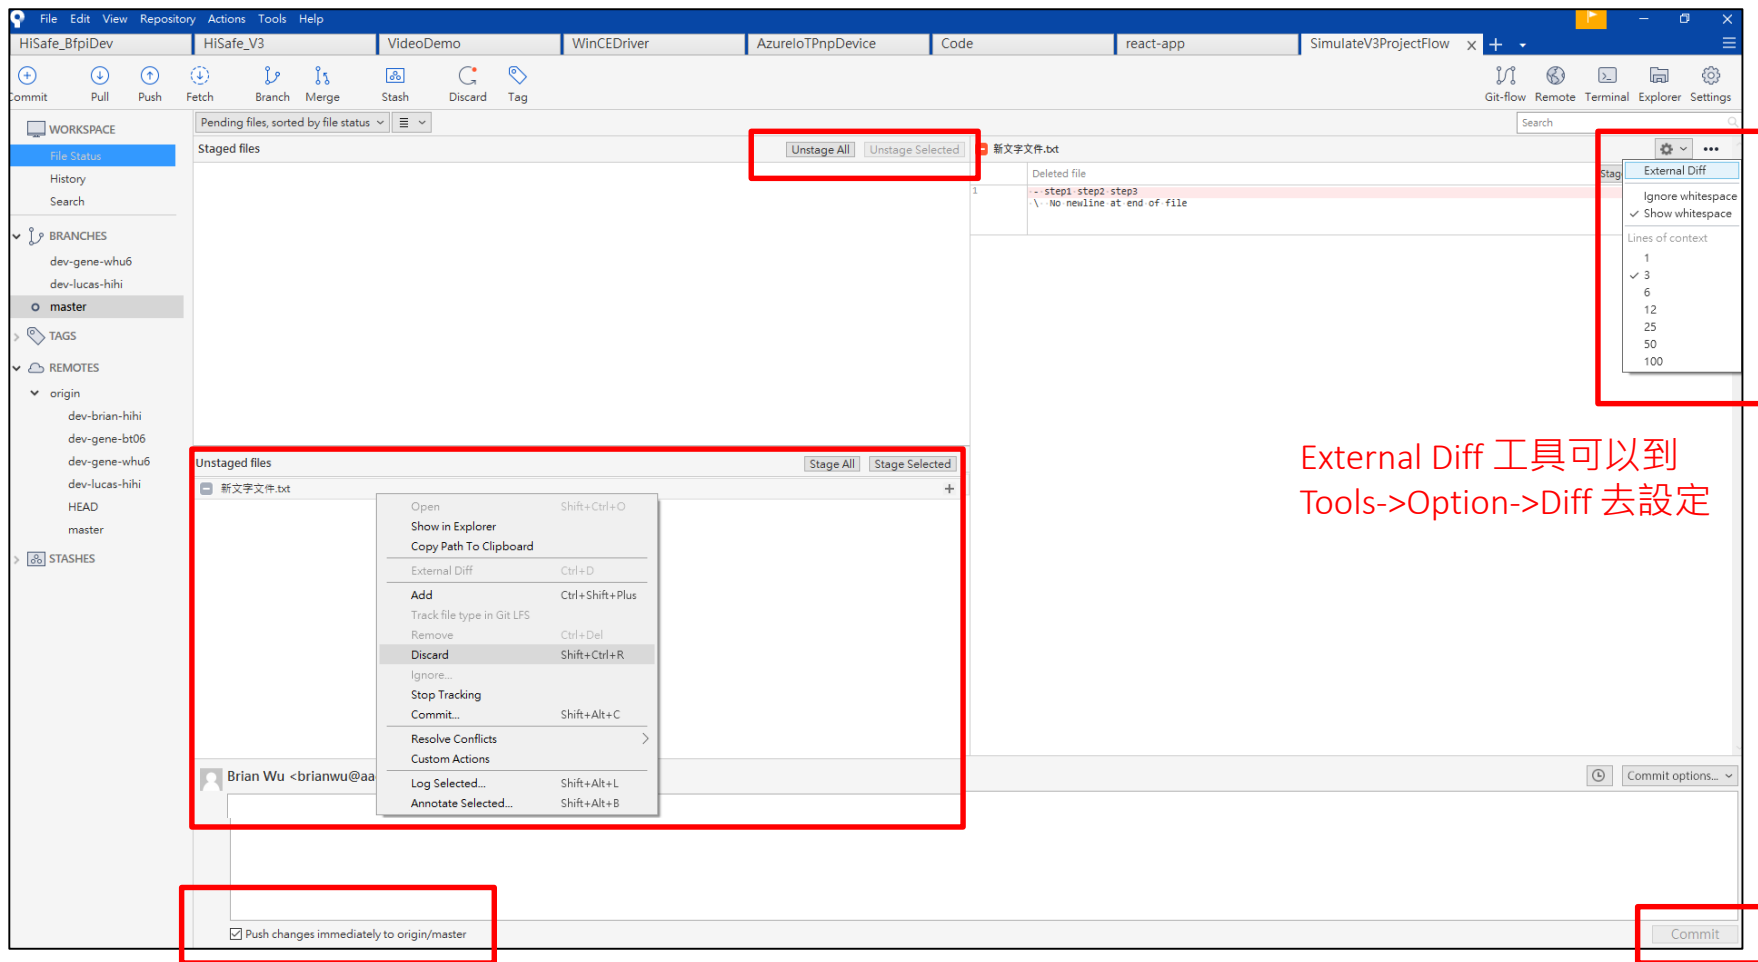 File Edit View Repository Actions Tools Help
HiSafe_BfpiDev HiSafe_V3 VideoDemo WinCEDriver AzureIoTPnpDevice Code react-app SimulateV3ProjectFlow
Commit Pull Push Fetch Branch Merge Stash Discard Tag Git-flow Remote Terminal Explorer Settings
WORKSPACE
File Status
History
Search
BRANCHES
dev-gene-whu6
dev-lucas-hihi
master
TAGS
REMOTES
origin
dev-brian-hihi
dev-gene-bt06
dev-gene-whu6
dev-lucas-hihi
HEAD
master
STASHES
Pending files, sorted by file status
Search
Staged files Unstage All Unstage Selected
新文字文件.txt
Deleted file Stag
1 - step1 step2 step3
\ No newline at end of file
External Diff
Ignore whitespace
Show whitespace
Lines of context
1
3
6
12
25
50
100
External Diff 工具可以到
Tools->Option->Diff 去設定
Unstaged files Stage All Stage Selected
新文字文件.txt
Open Shift+Ctrl+O
Show in Explorer
Copy Path To Clipboard
External Diff Ctrl+D
Add Ctrl+Shift+Plus
Track file type in Git LFS
Remove Ctrl+Del
Discard Shift+Ctrl+R
Ignore...
Stop Tracking
Commit... Shift+Alt+C
Resolve Conflicts
Custom Actions
Log Selected... Shift+Alt+L
Annotate Selected... Shift+Alt+B
Brian Wu <brianwu@aa
Commit options...
Push changes immediately to origin/master
Commit